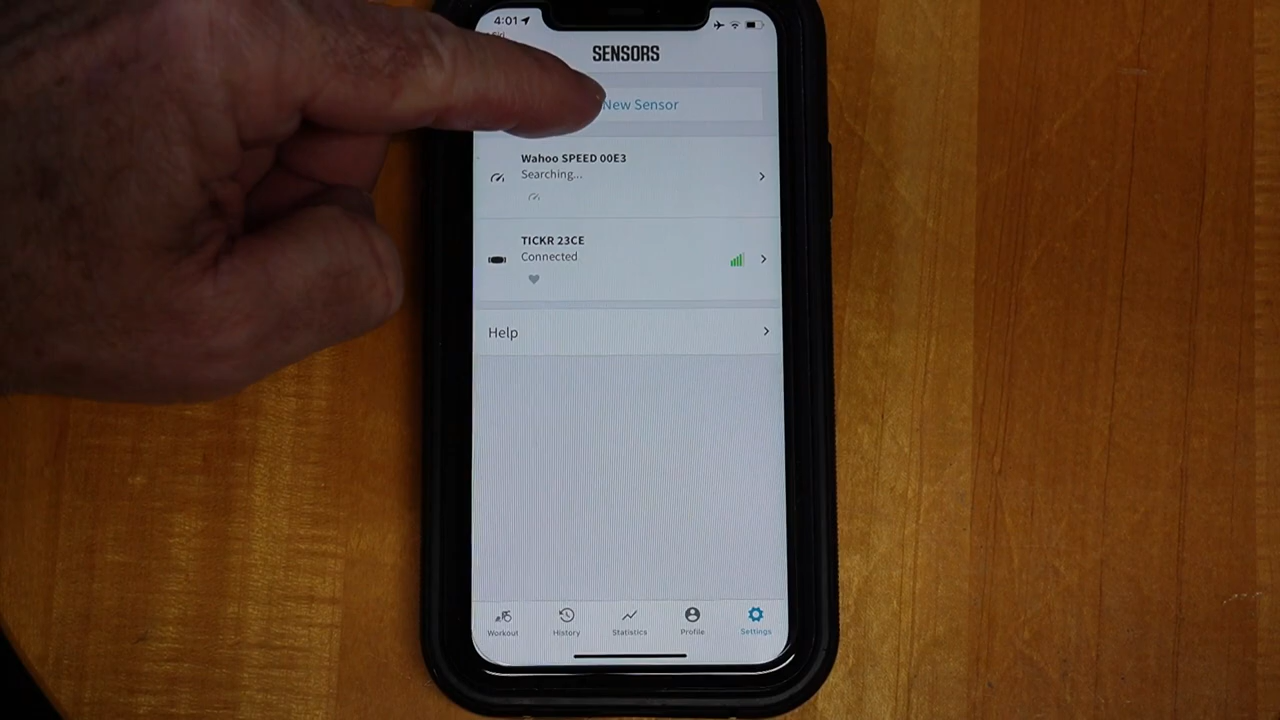 4:01
SENSORS
New Sensor
Wahoo SPEED 00E3
Searching...
TICKR 23CE
Connected
Help
Workout
History
Statistics
Profile
Settings